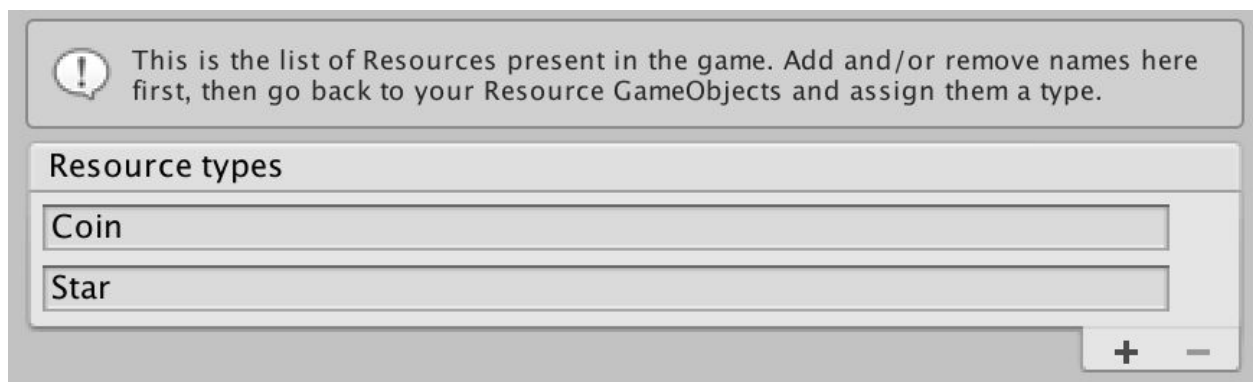 This is the list of Resources present in the game. Add and/or remove names here
first, then go back to your Resource GameObjects and assign them a type.
Resource types
Coin
Star